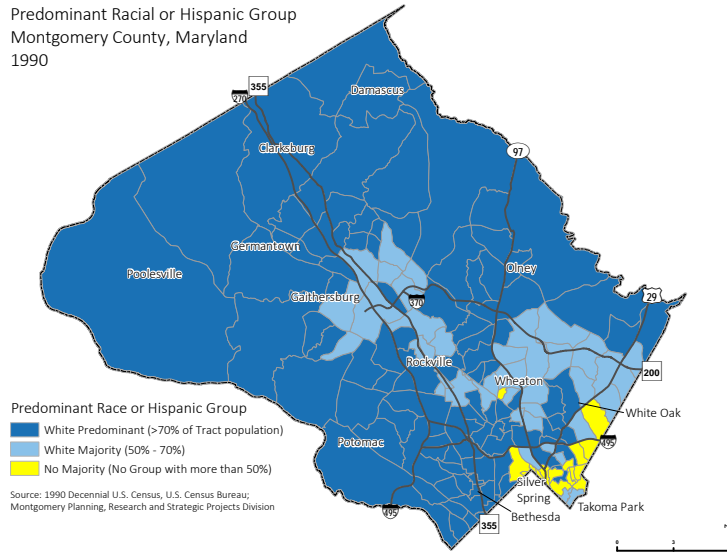 Predominant Racial or Hispanic Group
Montgomery County, Maryland
1990
355
270
Damascus
97
Clarksburg
Germantown
Olney
Poolesville
Gaithersburg
370
29
Rockville
200
Wheaton
White Oak
Predominant Race or Hispanic Group
White Predominant (>70% of Tract population)
White Majority (50% - 70%)
No Majority (No Group with more than 50%)
Potomac
495
Silver
Spring
Takoma Park
Bethesda
495
355
Source: 1990 Decennial U.S. Census, U.S. Census Bureau;
Montgomery Planning, Research and Strategic Projects Division
0
3